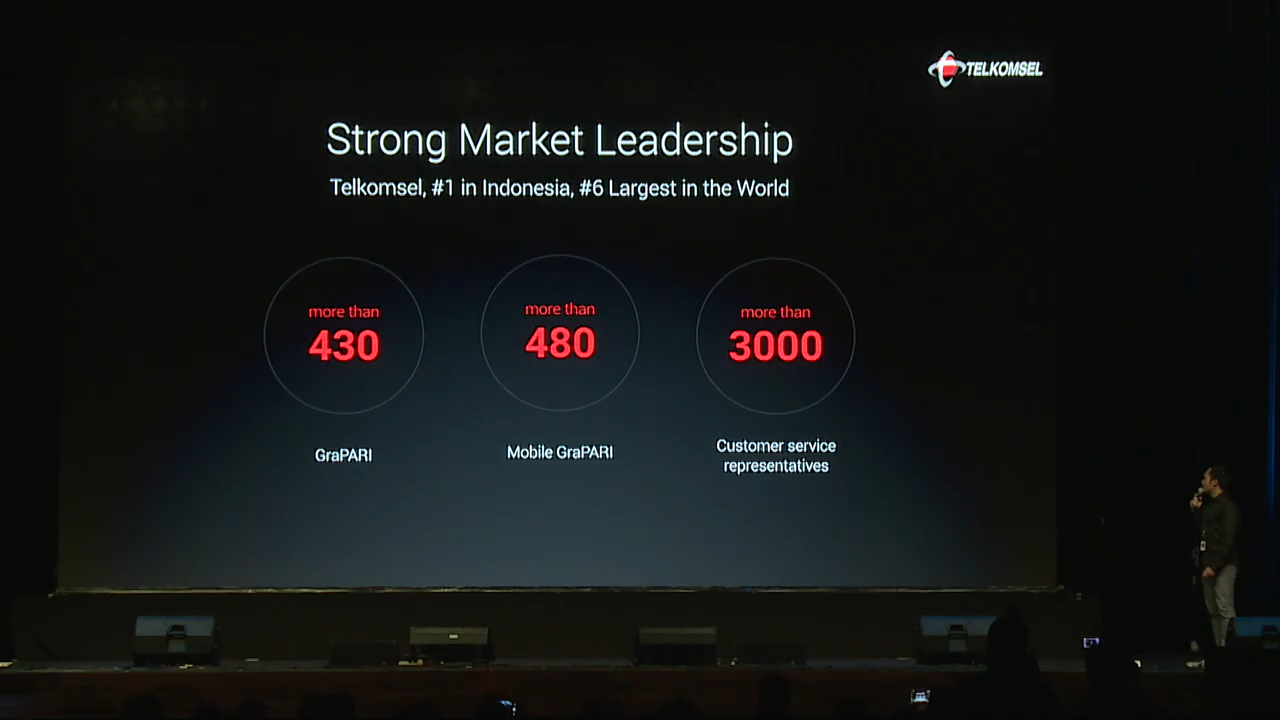 TELKOMSEL
Strong Market Leadership
Telkomsel, #1 in Indonesia, #6 Largest in the World
more than
430
GraPARI
more than
480
Mobile GraPARI
more than
3000
Customer service
representatives